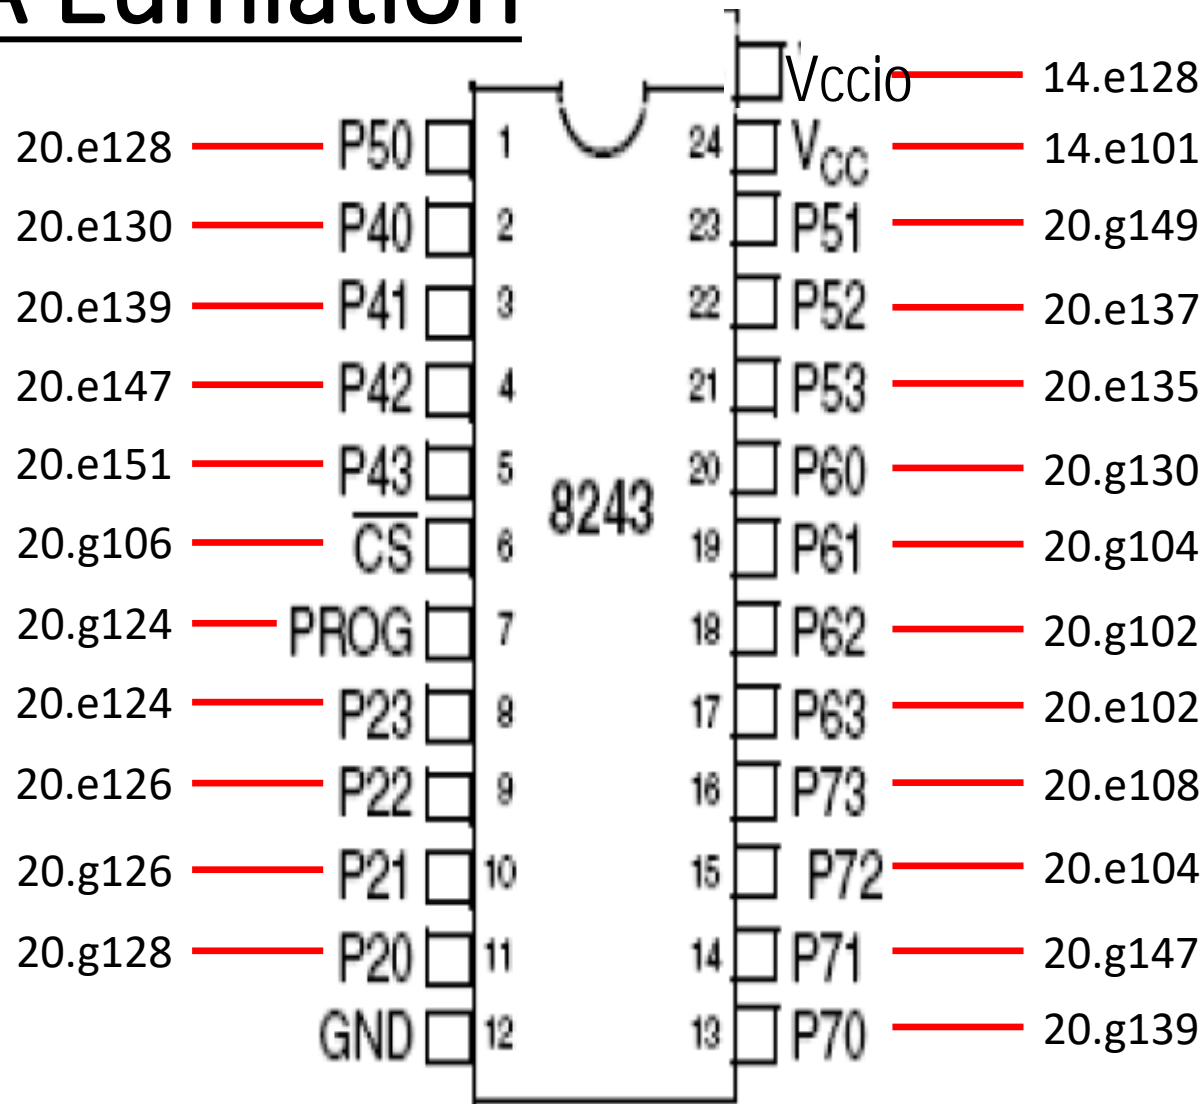 A Eumlation
Vccio 14.e128
20.e128 P50 1 24 VCC 14.e101
20.e130 P40 2 23 P51 20.g149
20.e139 P41 3 22 P52 20.e137
20.e147 P42 4 21 P53 20.e135
20.e151 P43 5 20 P60 20.g130
8243
20.g106 CS 6 19 P61 20.g104
20.g124 PROG 7 18 P62 20.g102
20.e124 P23 8 17 P63 20.e102
20.e126 P22 9 16 P73 20.e108
20.g126 P21 10 15 P72 20.e104
20.g128 P20 11 14 P71 20.g147
GND 12 13 P70 20.g139